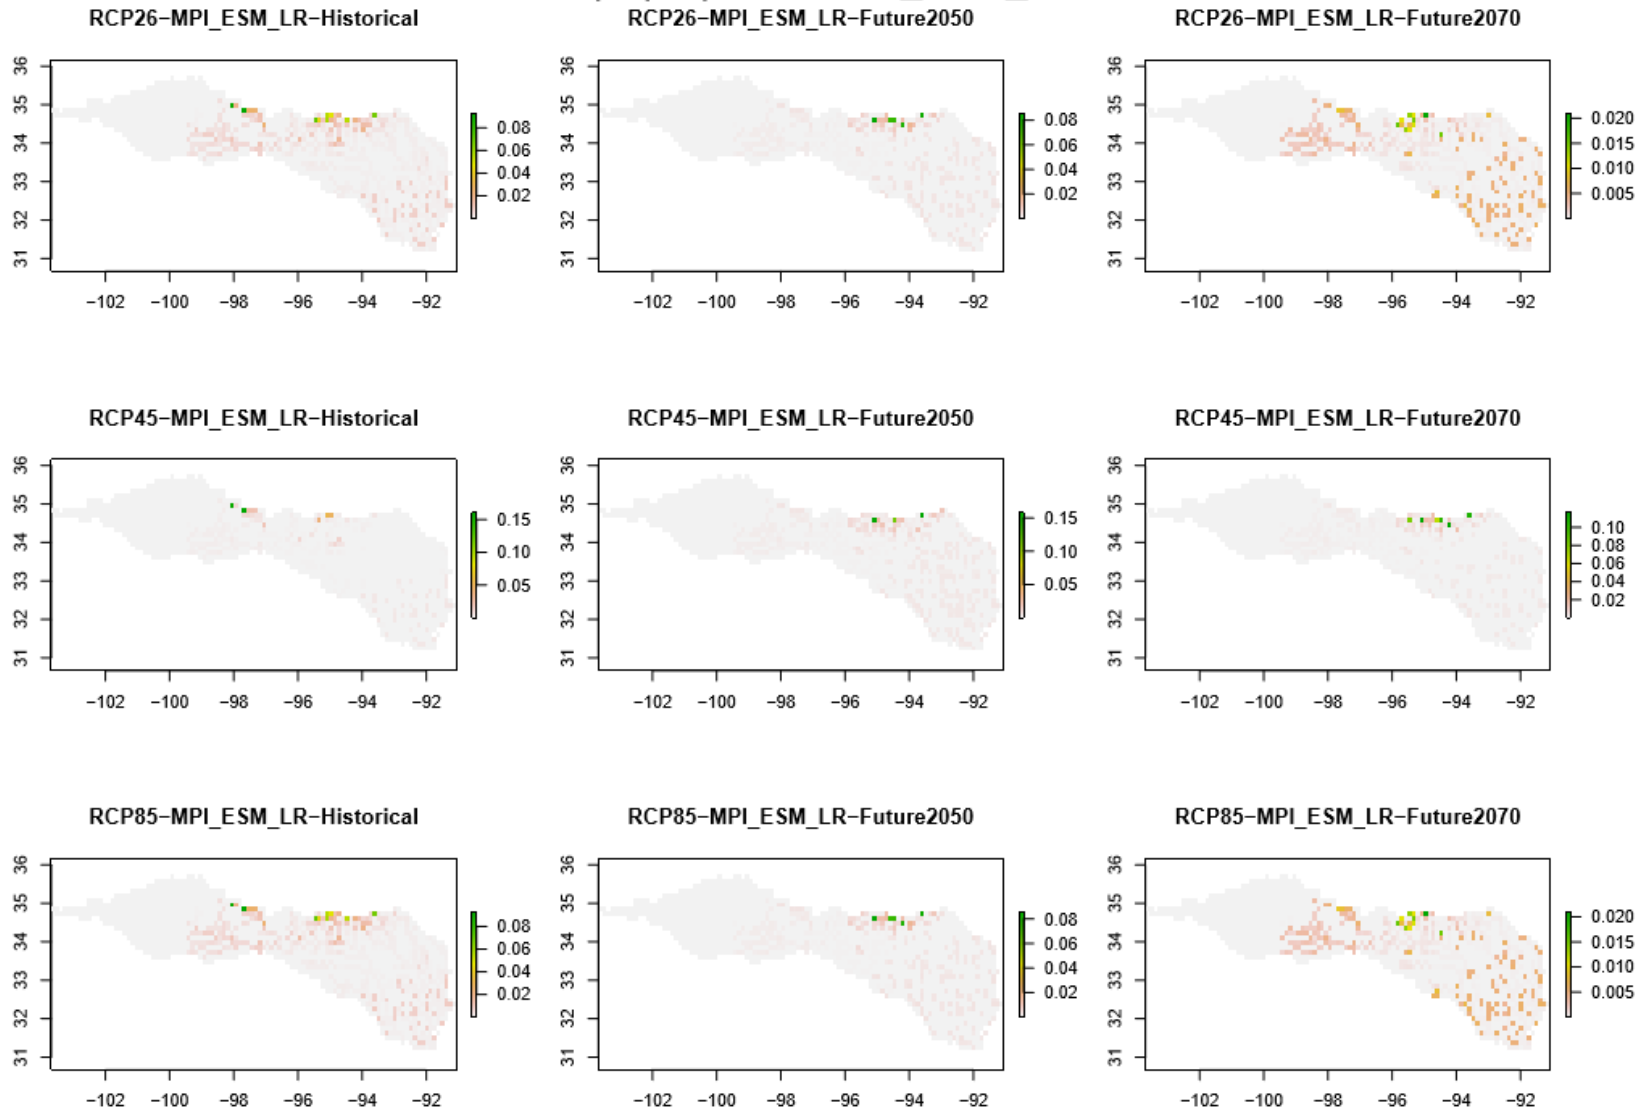 RCP26-MPI_ESM_LR-Historical RCP26-MPI_ESM_LR-Future2050 RCP26-MPI_ESM_LR-Future2070
36 36 36
35 35 35
34 34 34
33 33 33
32 32 32
31 31 31
0.08 0.08 0.020
0.06 0.06 0.015
0.04 0.04 0.010
0.02 0.02 0.005
−102 −100 −98 −96 −94 −92 −102 −100 −98 −96 −94 −92 −102 −100 −98 −96 −94 −92
RCP45-MPI_ESM_LR-Historical RCP45-MPI_ESM_LR-Future2050 RCP45-MPI_ESM_LR-Future2070
36 36 36
35 35 35
34 34 34
33 33 33
32 32 32
31 31 31
0.15 0.15 0.10
0.10 0.10 0.08
0.05 0.05 0.06
0.04
0.02
−102 −100 −98 −96 −94 −92 −102 −100 −98 −96 −94 −92 −102 −100 −98 −96 −94 −92
RCP85-MPI_ESM_LR-Historical RCP85-MPI_ESM_LR-Future2050 RCP85-MPI_ESM_LR-Future2070
36 36 36
35 35 35
34 34 34
33 33 33
32 32 32
31 31 31
0.08 0.08 0.020
0.06 0.06 0.015
0.04 0.04 0.010
0.02 0.02 0.005
−102 −100 −98 −96 −94 −92 −102 −100 −98 −96 −94 −92 −102 −100 −98 −96 −94 −92